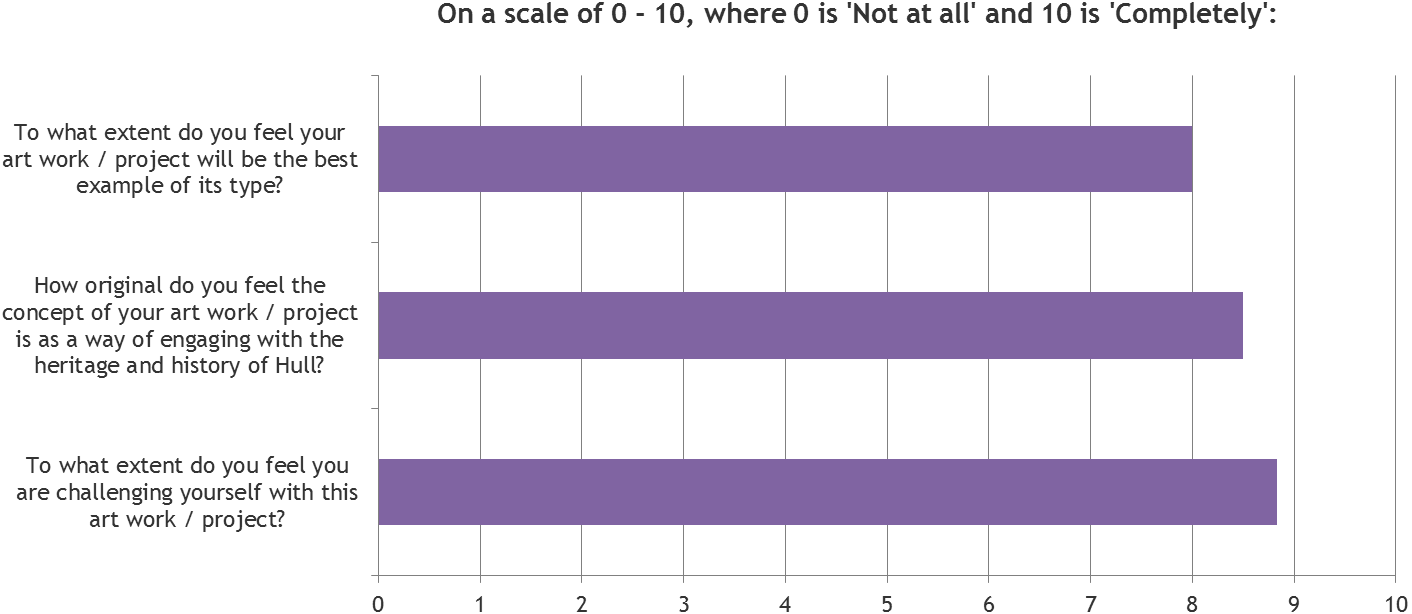 On a scale of 0 - 10, where 0 is 'Not at all' and 10 is 'Completely':
To what extent do you feel your
art work / project will be the best
example of its type?
How original do you feel the
concept of your art work / project
is as a way of engaging with the
heritage and history of Hull?
To what extent do you feel you
are challenging yourself with this
art work / project?
0 1 2 3 4 5 6 7 8 9 10